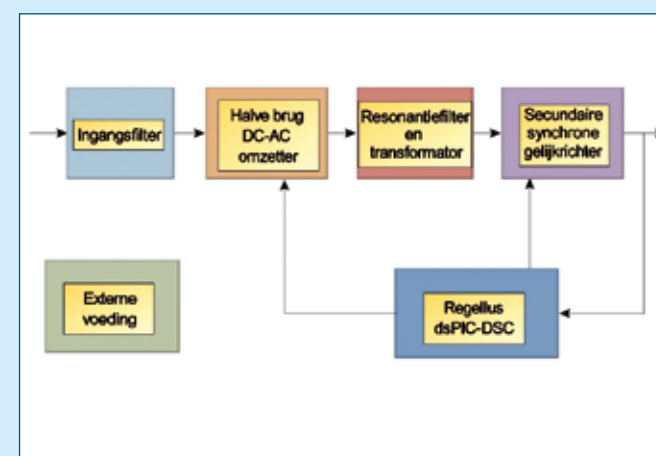 Ingangsfilter
Halve brug
DC-AC
omzetter
Resonantiefilter
en
transformator
Secundaire
synchrone
gelijkrichter
Externe
voeding
Regellus
dsPIC-DSC